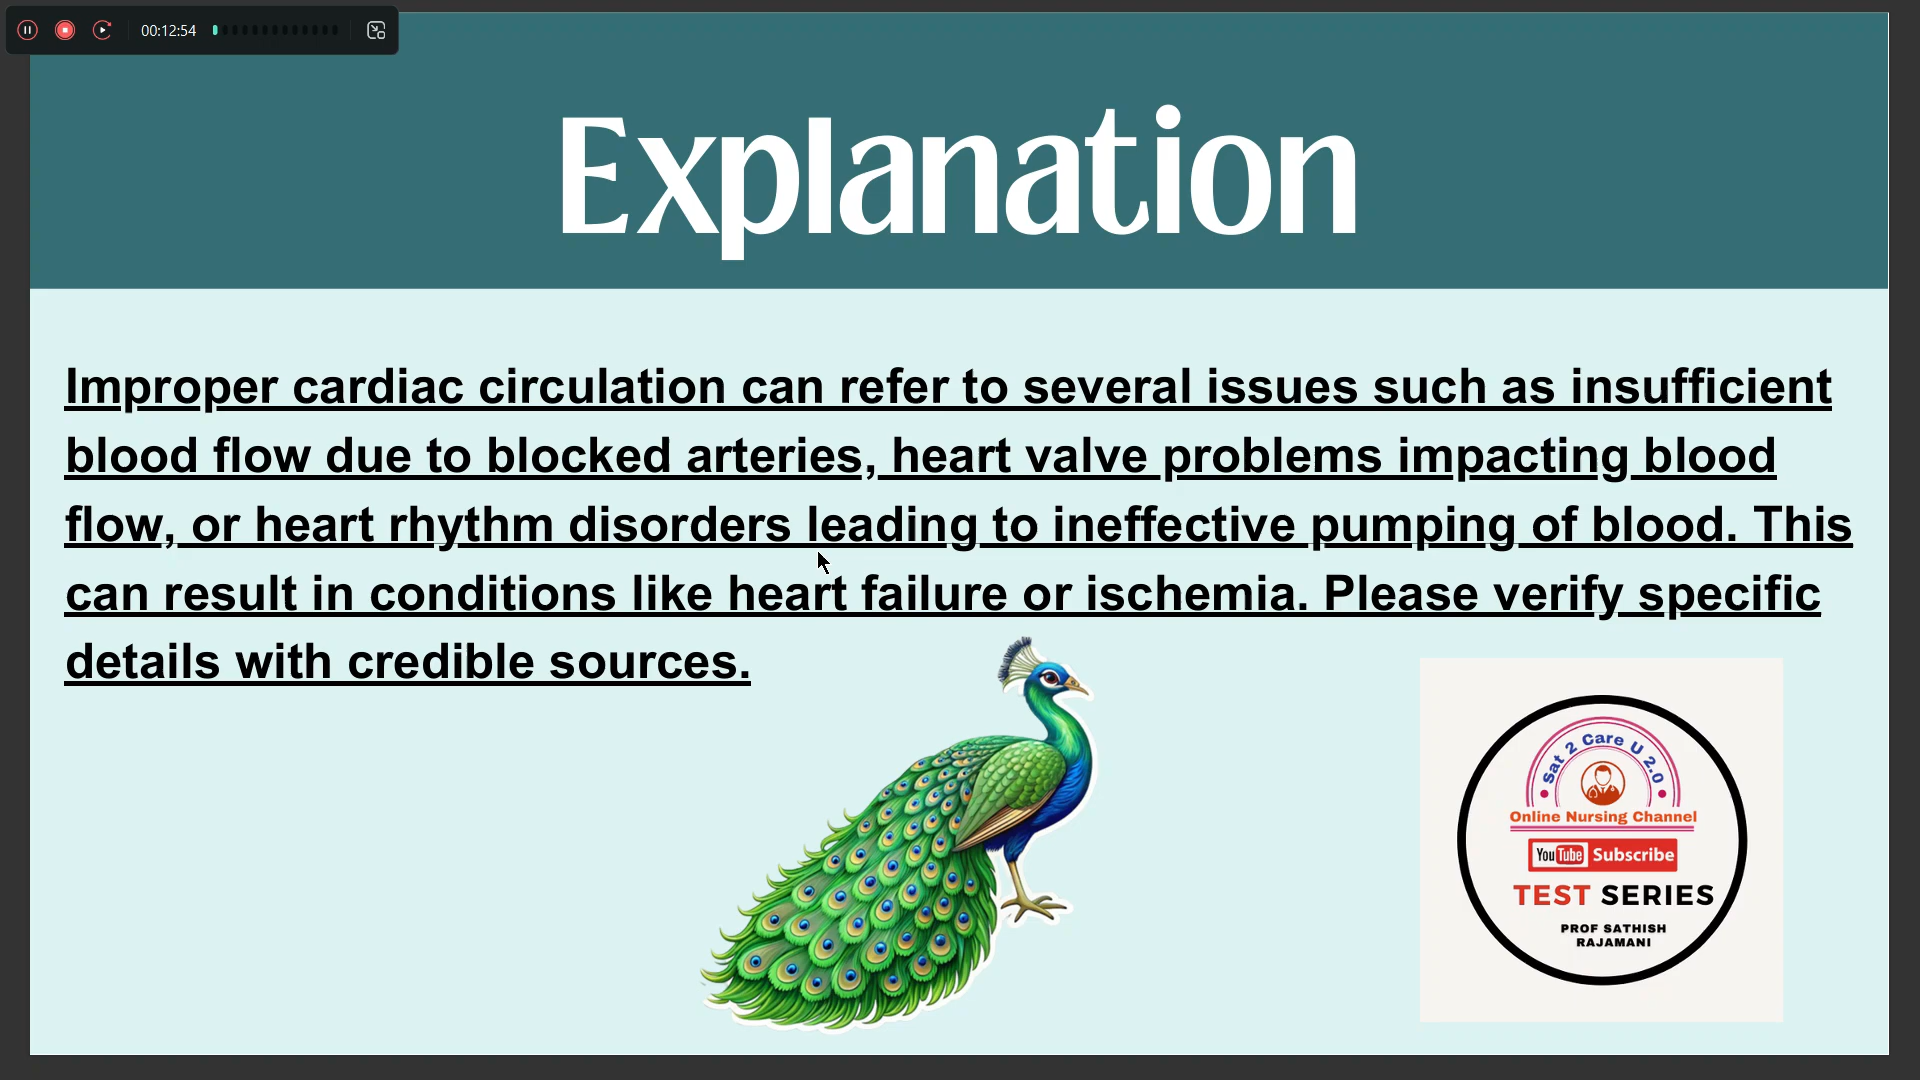 00:12:54
Explanation
Improper cardiac circulation can refer to several issues such as insufficient
blood flow due to blocked arteries, heart valve problems impacting blood
flow, or heart rhythm disorders leading to ineffective pumping of blood. This
can result in conditions like heart failure or ischemia. Please verify specific
details with credible sources.
Sat 2 Care U 2.0
Online Nursing Channel
YouTube Subscribe
TEST SERIES
PROF SATHISH
RAJAMANI